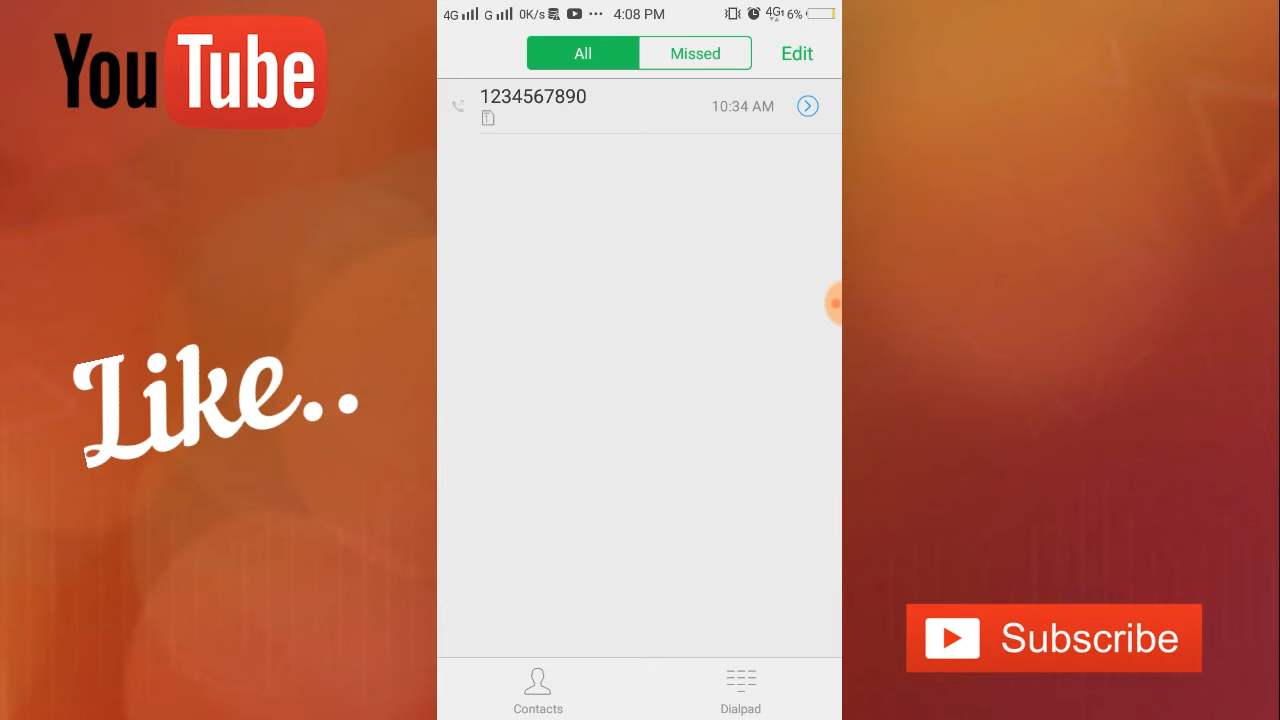 YouTube
4G G 0K/s ... 4:08 PM 4G 6%
All Missed Edit
1234567890
1
10:34 AM
Like..
Subscribe
Contacts Dialpad